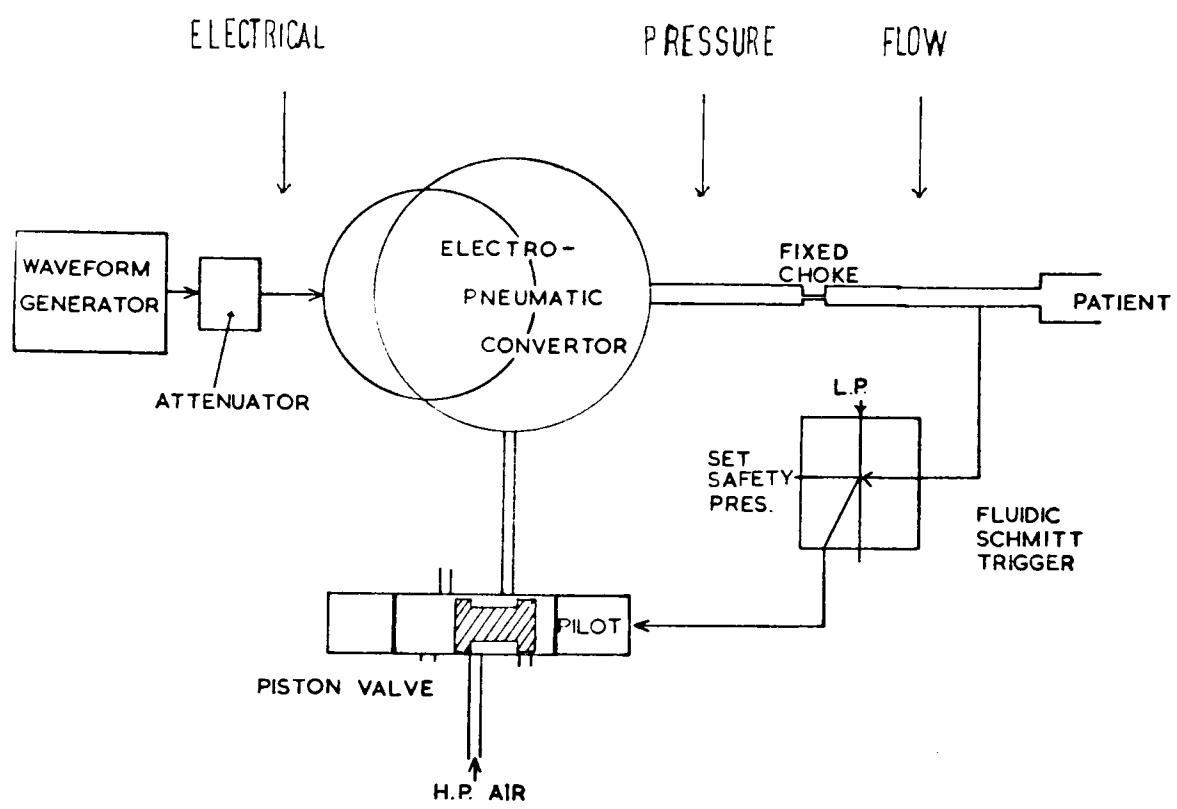 ELECTRICAL
PRESSURE
FLOW
WAVEFORM
GENERATOR
ATTENUATOR
ELECTRO-
PNEUMATIC
CONVERTOR
FIXED
CHOKE
PATIENT
L.P.
SET
SAFETY
PRES.
FLUIDIC
SCHMITT
TRIGGER
PILOT
PISTON VALVE
H.P. AIR